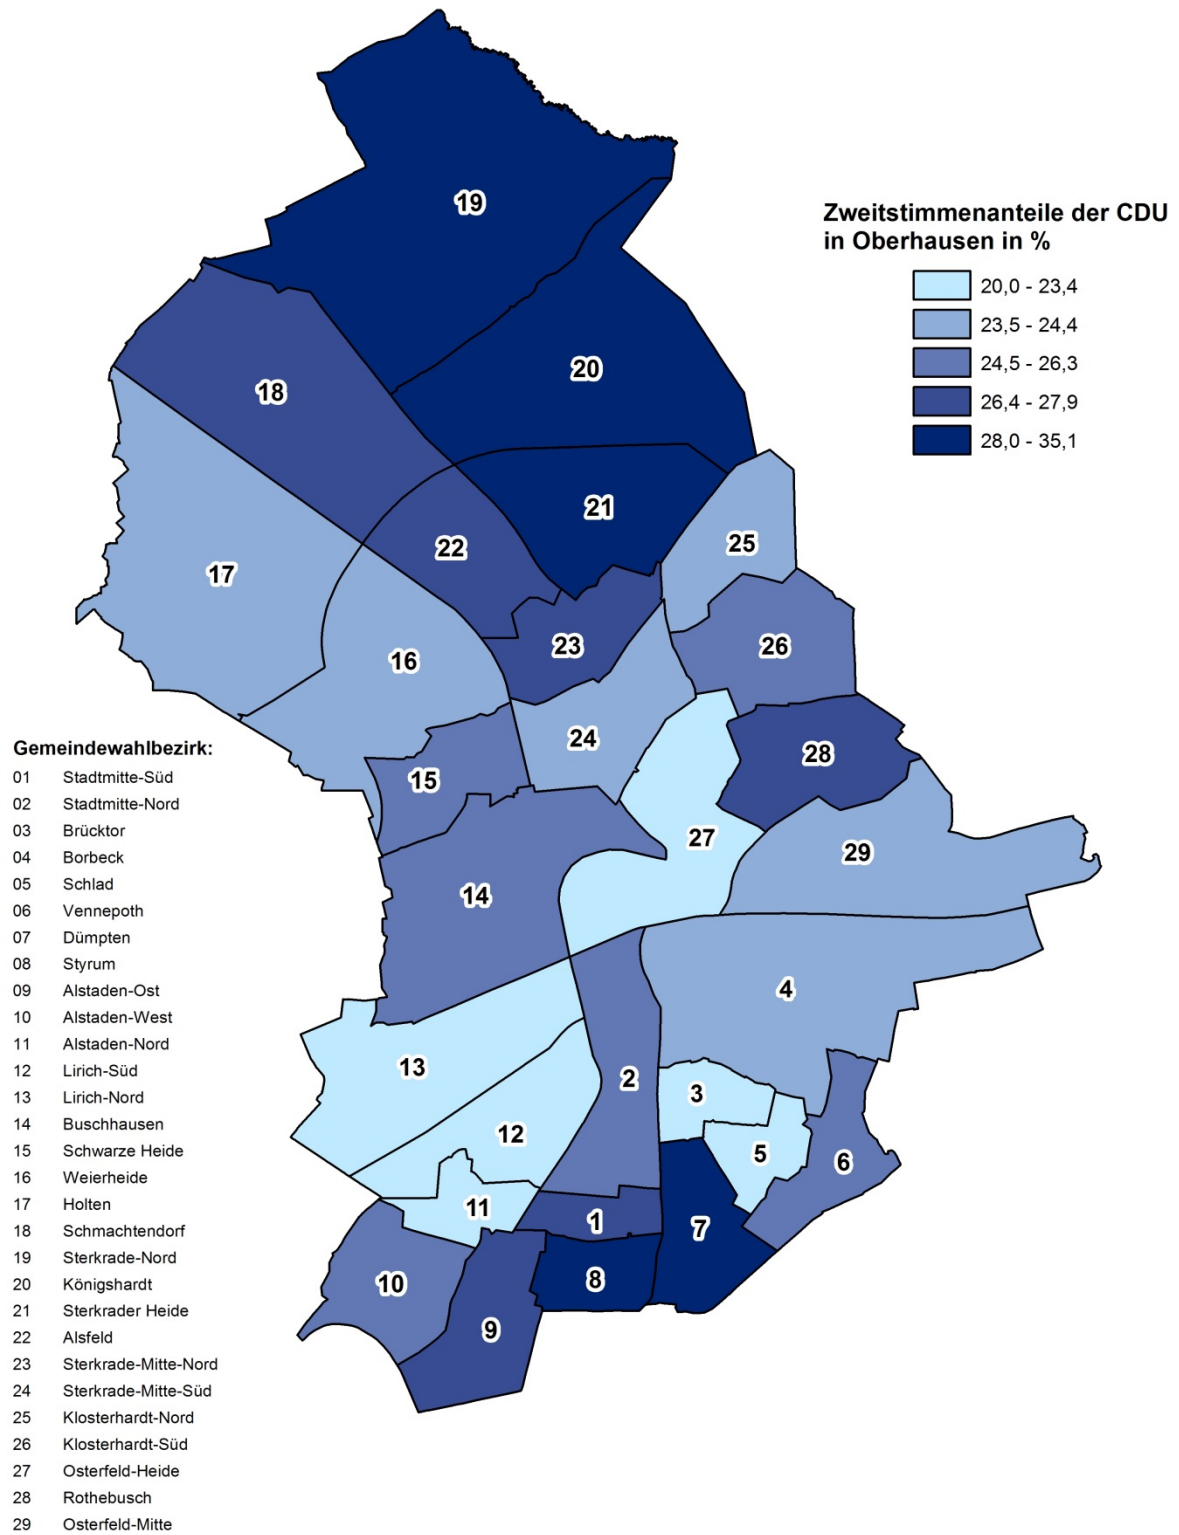 Zweitstimmenanteile der CDU
in Oberhausen in %
20,0 - 23,4
23,5 - 24,4
24,5 - 26,3
26,4 - 27,9
28,0 - 35,1
19
20
18
21
22
25
17
23
26
16
24
28
15
27
29
14
4
13
2
3
12
5
6
11
1
7
10
8
9
Gemeindewahlbezirk:
01 Stadtmitte-Süd
02 Stadtmitte-Nord
03 Brücktor
04 Borbeck
05 Schlad
06 Vennepoth
07 Dümpten
08 Styrum
09 Alstaden-Ost
10 Alstaden-West
11 Alstaden-Nord
12 Lirich-Süd
13 Lirich-Nord
14 Buschhausen
15 Schwarze Heide
16 Weierheide
17 Holten
18 Schmachtendorf
19 Sterkrade-Nord
20 Königshardt
21 Sterkrader Heide
22 Alsfeld
23 Sterkrade-Mitte-Nord
24 Sterkrade-Mitte-Süd
25 Klosterhardt-Nord
26 Klosterhardt-Süd
27 Osterfeld-Heide
28 Rothebusch
29 Osterfeld-Mitte